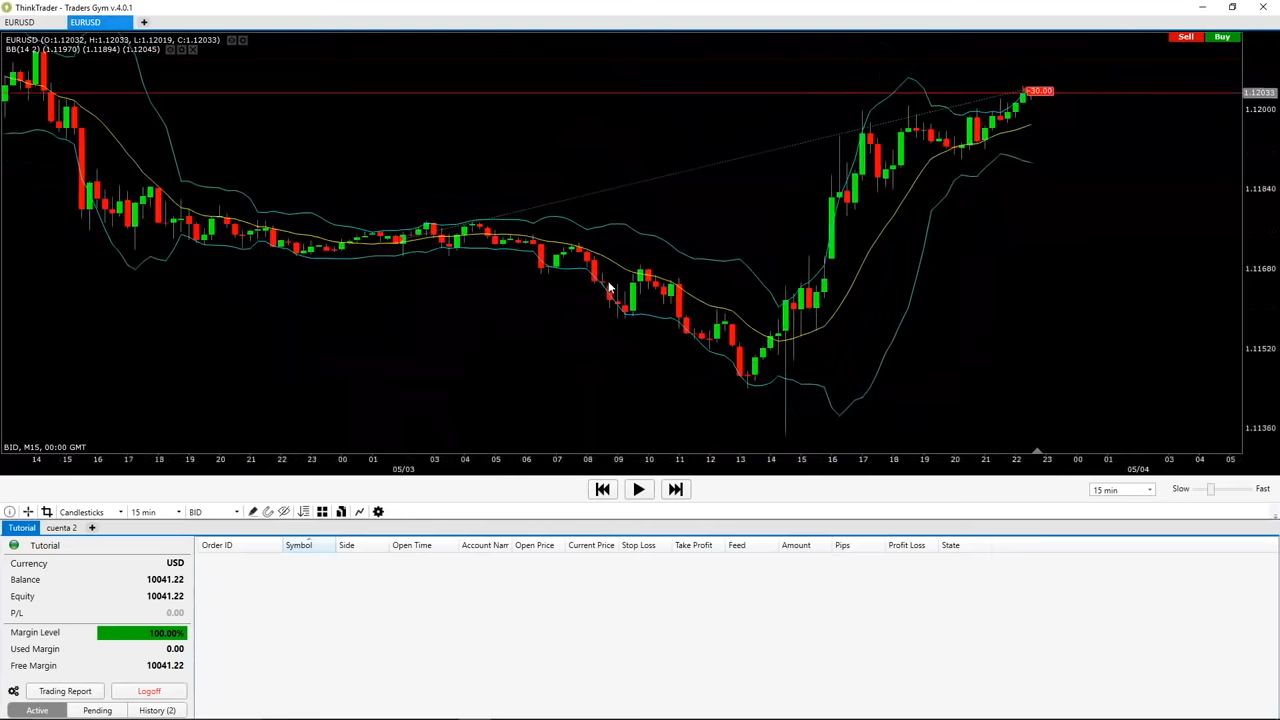 ThinkTrader - Traders Gym v.4.0.1
EURUSD EURUSD
EURUSD (O:1.12032, H:1.12033, L:1.12019, C:1.12033)
BB(14 2) (1.11970) (1.11894) (1.12045)
Sell Buy
-30.00
1.12033
1.12000
1.11840
1.11680
1.11520
1.11360
BID, M15, 00:00 GMT
14 15 16 17 18 19 20 21 22 23 00 01 03 04 05 06 07 08 09 10 11 12 13 14 16 17 18 19 20 21 22 23 00 01 03 04 05
05/03 05/04
15 min Slow Fast
Candlesticks 15 min BID
Tutorial cuenta 2
Tutorial
Order ID Symbol Side Open Time Account Nam Open Price Current Price Stop Loss Take Profit Feed Amount Pips Profit Loss State
Currency USD
Balance 10041.22
Equity 10041.22
P/L 0.00
Margin Level 100.00%
Used Margin 0.00
Free Margin 10041.22
Trading Report Logoff
Active Pending History (2)